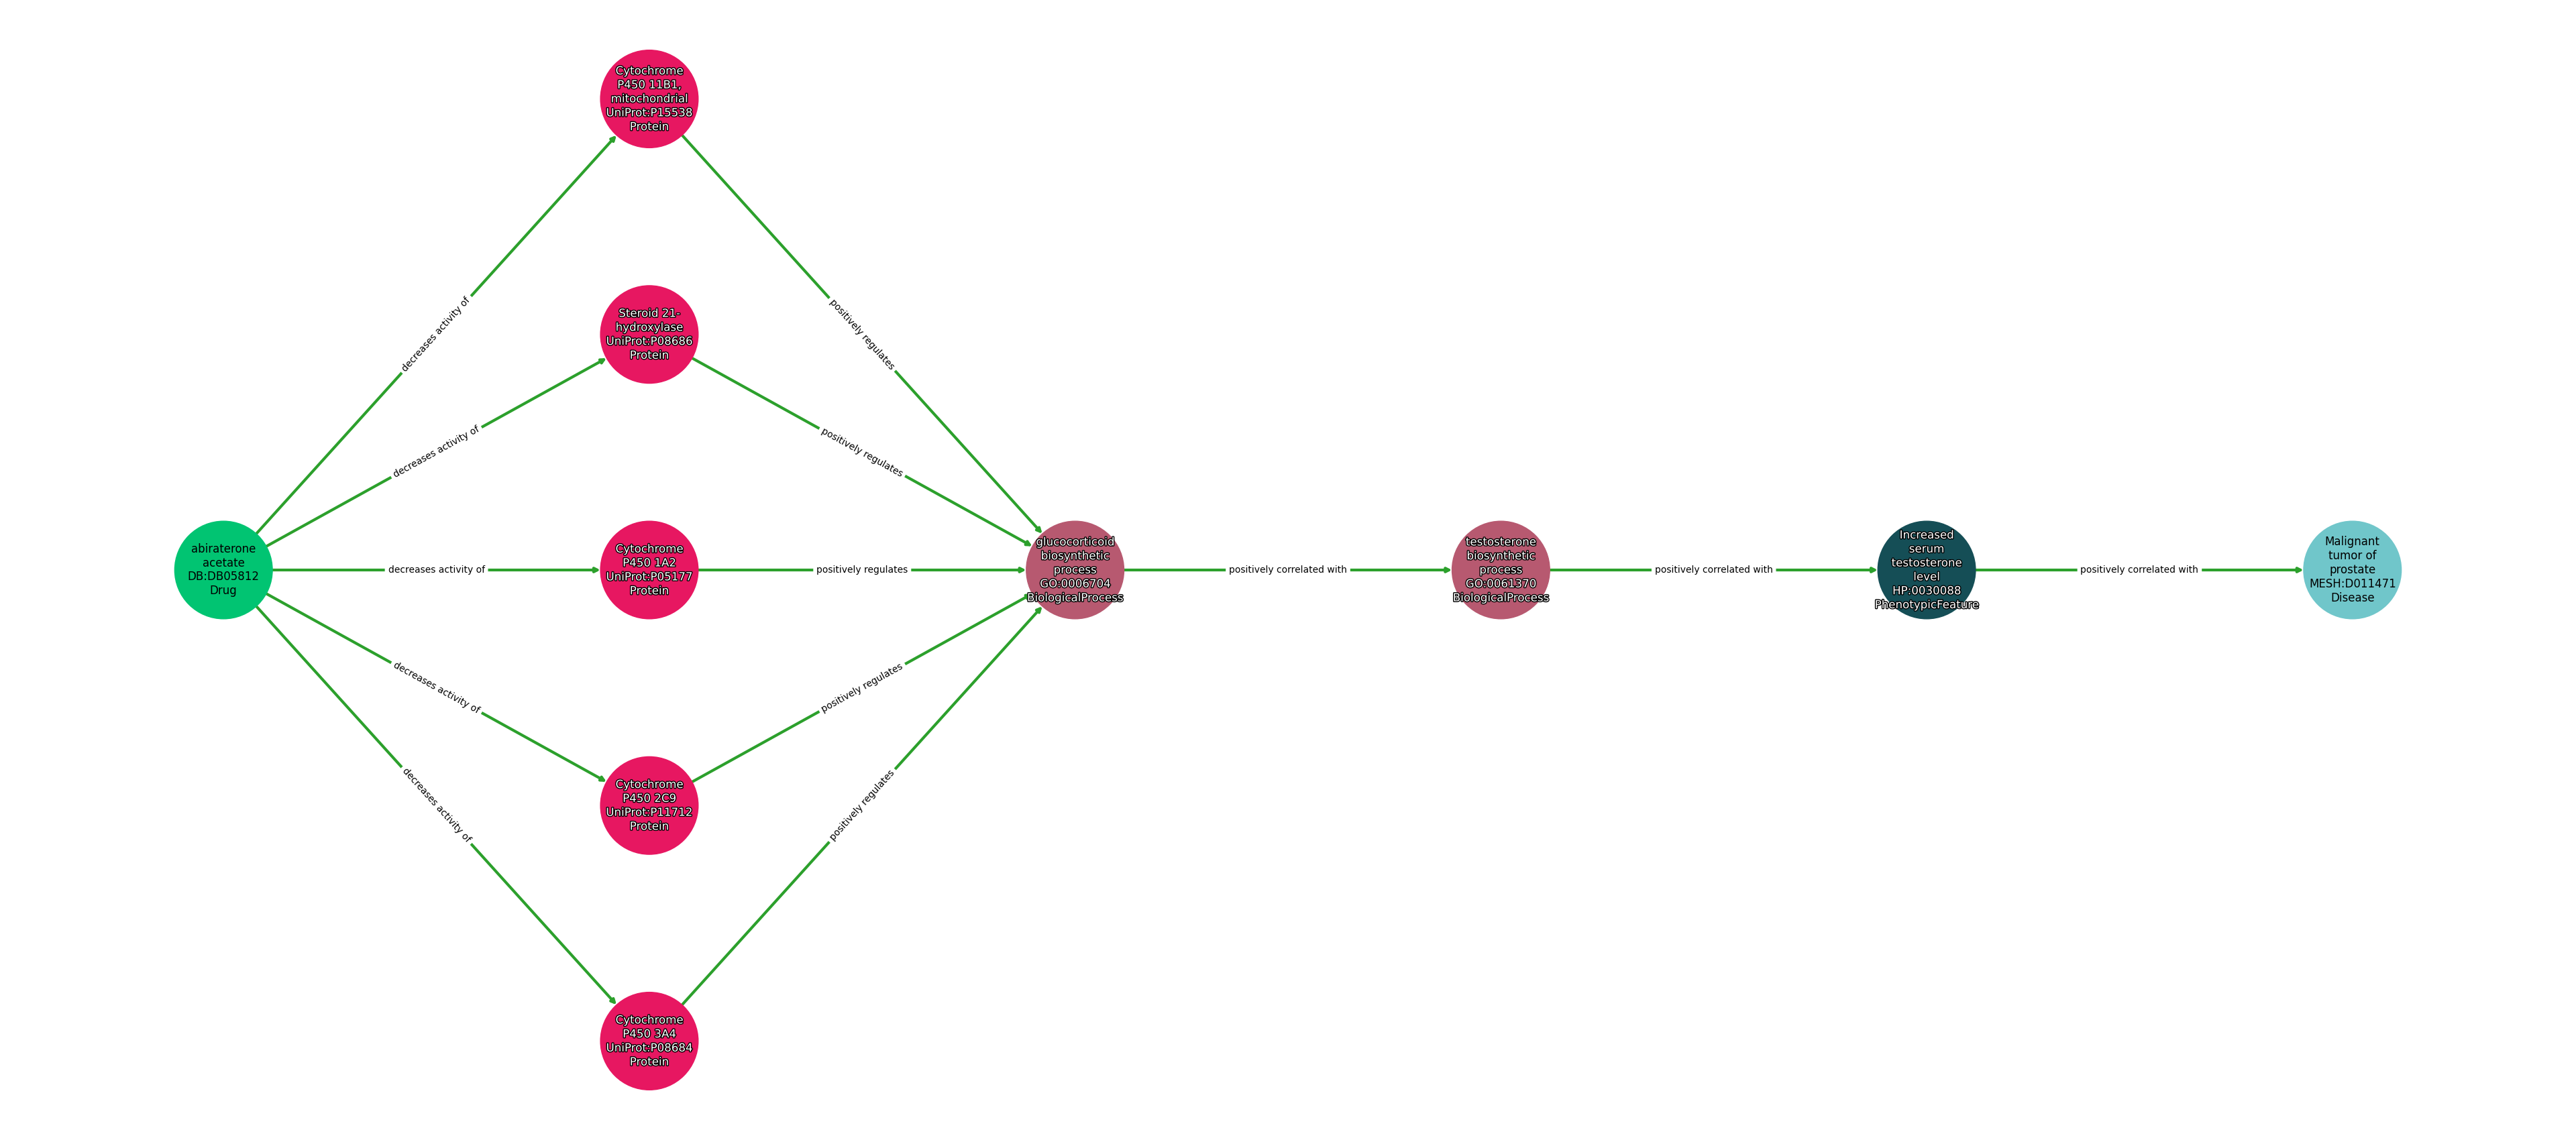 Cytochrome
P450 11B1,
mitochondrial
UniProt:P15538
Protein
decreases activity of
positively regulates
Steroid 21-
hydroxylase
UniProt:P08686
Protein
decreases activity of
positively regulates
abiraterone
acetate
DB:DB05812
Drug
decreases activity of
Cytochrome
P450 1A2
UniProt:P05177
Protein
positively regulates
glucocorticoid
biosynthetic
process
GO:0006704
BiologicalProcess
positively correlated with
testosterone
biosynthetic
process
GO:0061370
BiologicalProcess
positively correlated with
Increased
serum
testosterone
level
HP:0030088
PhenotypicFeature
positively correlated with
Malignant
tumor of
prostate
MESH:D011471
Disease
decreases activity of
positively regulates
Cytochrome
P450 2C9
UniProt:P11712
Protein
decreases activity of
positively regulates
Cytochrome
P450 3A4
UniProt:P08684
Protein